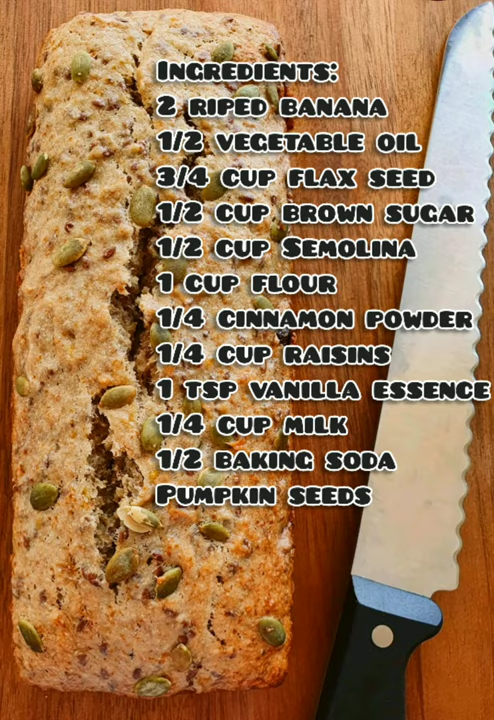 Ingredients:
2 riped banana
1/2 vegetable oil
3/4 cup flax seed
1/2 cup brown sugar
1/2 cup Semolina
1 cup flour
1/4 cinnamon powder
1/4 cup raisins
1 tsp vanilla essence
1/4 cup milk
1/2 baking soda
Pumpkin seeds